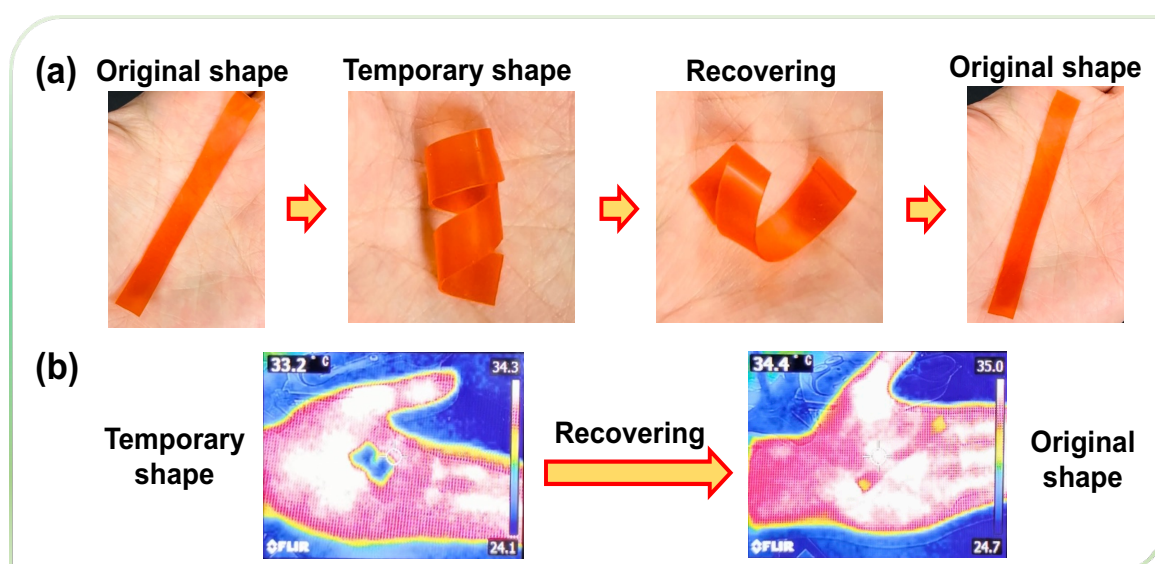 (a)
Original shape
Temporary shape
Recovering
Original shape
(b)
33.2 °C
34.3
24.1
FLIR
Temporary
shape
Recovering
34.4 °C
35.0
24.7
FLIR
Original
shape